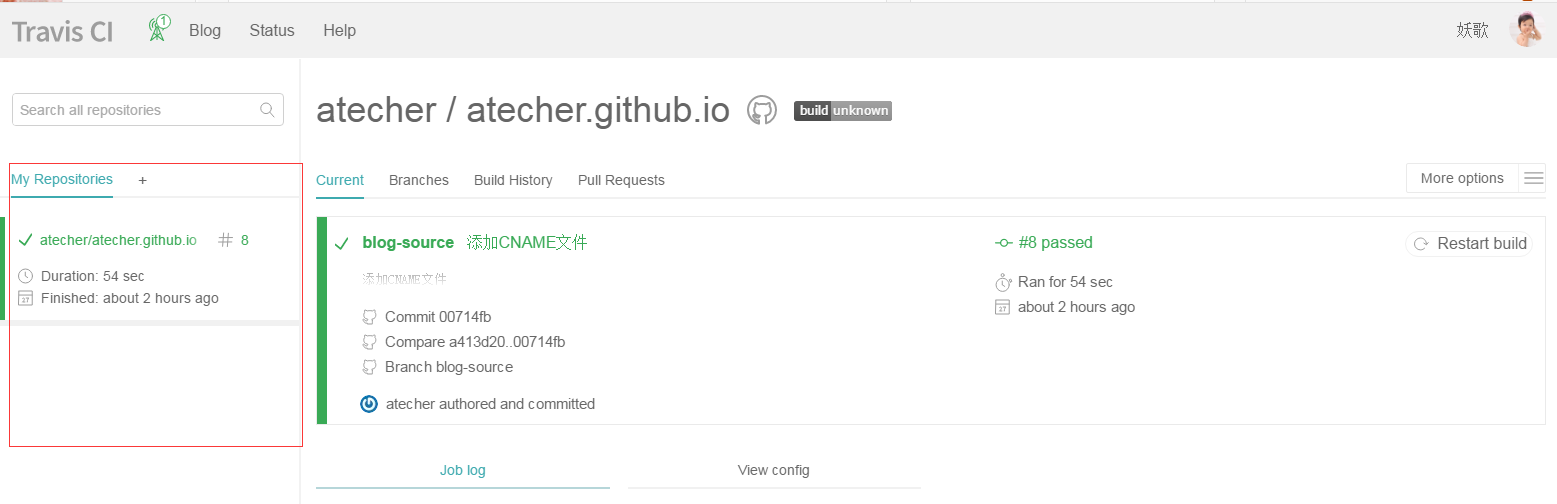 Travis CI 1 Blog Status Help 妖歌
Search all repositories
atecher / atecher.github.io build unknown
My Repositories +
Current Branches Build History Pull Requests More options
atecher/atecher.github.io # 8
Duration: 54 sec
Finished: about 2 hours ago
blog-source 添加CNAME文件 #8 passed Restart build
添加CNAME文件 Ran for 54 sec
Commit 00714fb about 2 hours ago
Compare a413d20..00714fb
Branch blog-source
atecher authored and committed
Job log View config